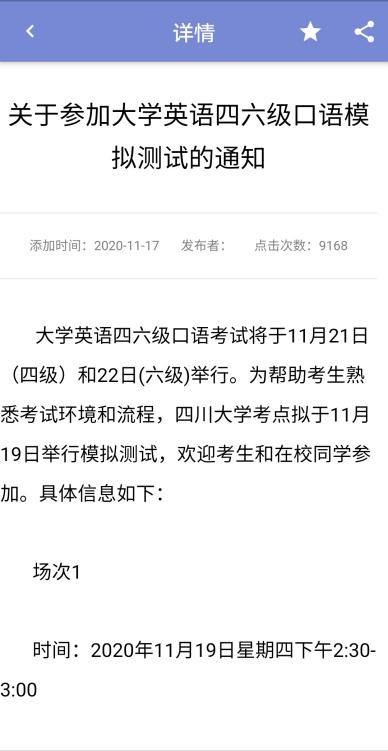 详情
关于参加大学英语四六级口语模
拟测试的通知
添加时间：2020-11-17 发布者： 点击次数：9168
大学英语四六级口语考试将于11月21日
（四级）和22日(六级)举行。为帮助考生熟
悉考试环境和流程，四川大学考点拟于11月
19日举行模拟测试，欢迎考生和在校同学参
加。具体信息如下：
场次1
时间：2020年11月19日星期四下午2:30-
3:00